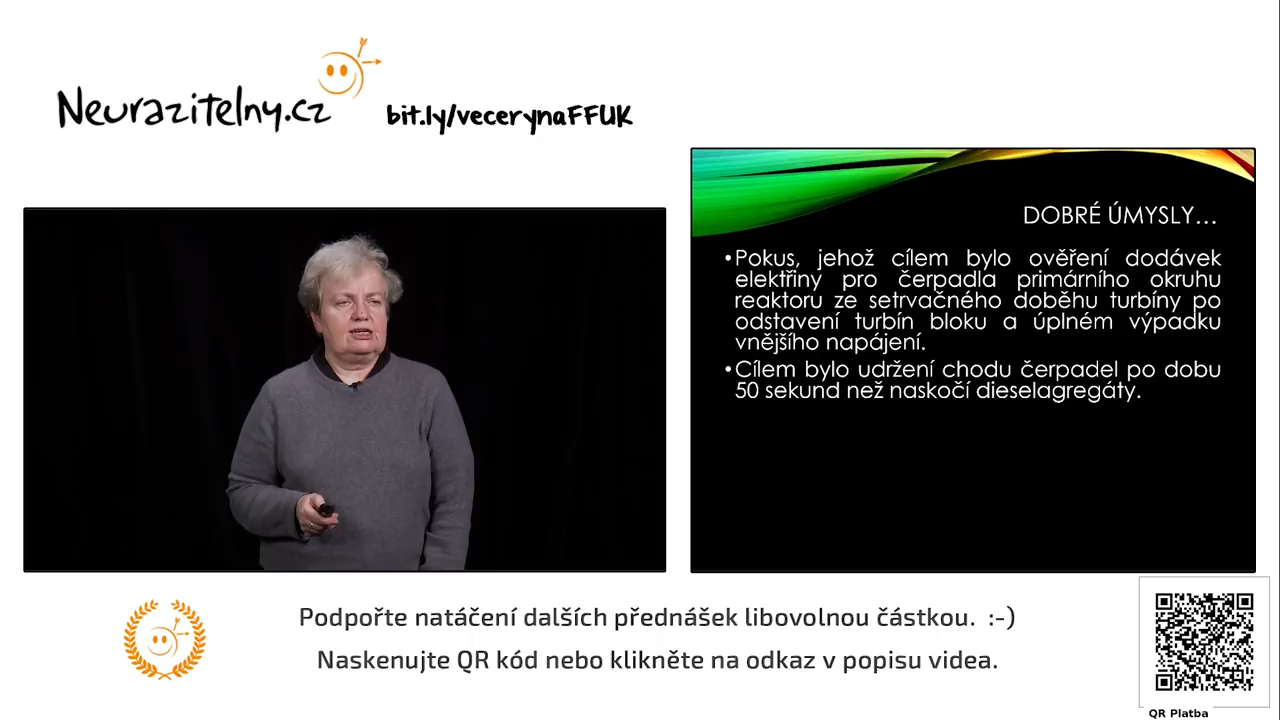 Neurazitelny.cz
bit.ly/vecerynaFFUK
DOBRÉ ÚMYSLY...
•Pokus, jehož cílem bylo ověření dodávek
elektřiny pro čerpadla primárního okruhu
reaktoru ze setrvačného doběhu turbíny po
odstavení turbín bloku a úplném výpadku
vnějšího napájení.
•Cílem bylo udržení chodu čerpadel po dobu
50 sekund než naskočí dieselagregáty.
Podpořte natáčení dalších přednášek libovolnou částkou. :-)
Naskenujte QR kód nebo klikněte na odkaz v popisu videa.
QR Platba